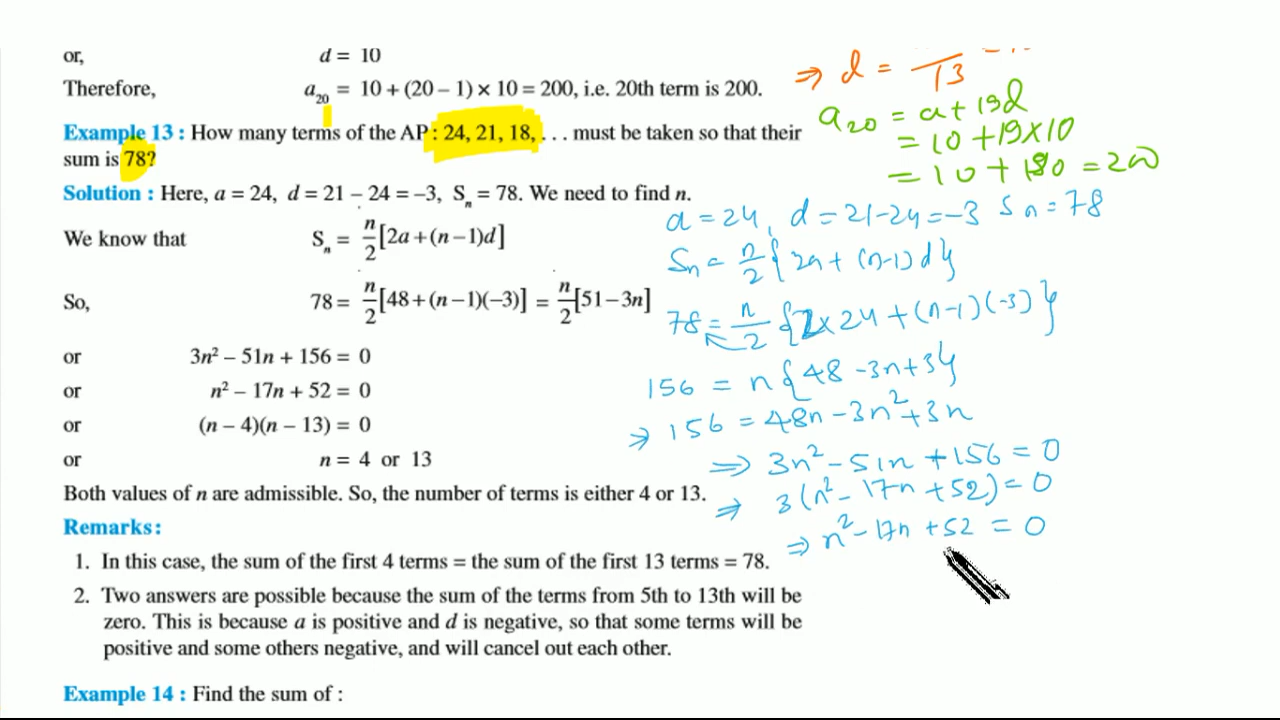 or, d = 10
Therefore, a₂₀ = 10 + (20 – 1) × 10 = 200, i.e. 20th term is 200.
Example 13 : How many terms of the AP : 24, 21, 18, . . . must be taken so that their
sum is 78?
Solution : Here, a = 24, d = 21 – 24 = –3, Sₙ = 78. We need to find n.
We know that Sₙ = n/2 [2a + (n – 1)d]
So, 78 = n/2 [48 + (n – 1)(–3)] = n/2 [51 – 3n]
or 3n² – 51n + 156 = 0
or n² – 17n + 52 = 0
or (n – 4)(n – 13) = 0
or n = 4 or 13
Both values of n are admissible. So, the number of terms is either 4 or 13.
Remarks :
1. In this case, the sum of the first 4 terms = the sum of the first 13 terms = 78.
2. Two answers are possible because the sum of the terms from 5th to 13th will be
zero. This is because a is positive and d is negative, so that some terms will be
positive and some others negative, and will cancel out each other.
Example 14 : Find the sum of :
⇒ d = /13
a₂₀ = a + 19d
= 10 + 19×10
= 10 + 190 = 200
a = 24, d = 21-24 = -3 Sn = 78
Sn = n/2 {2a + (n-1)d}
78 = n/2 {2×24 + (n-1)(-3)}
156 = n{48 -3n+3}
⇒ 156 = 48n - 3n² + 3n
⇒ 3n² - 51n + 156 = 0
⇒ 3(n² - 17n + 52) = 0
⇒ n² - 17n + 52 = 0